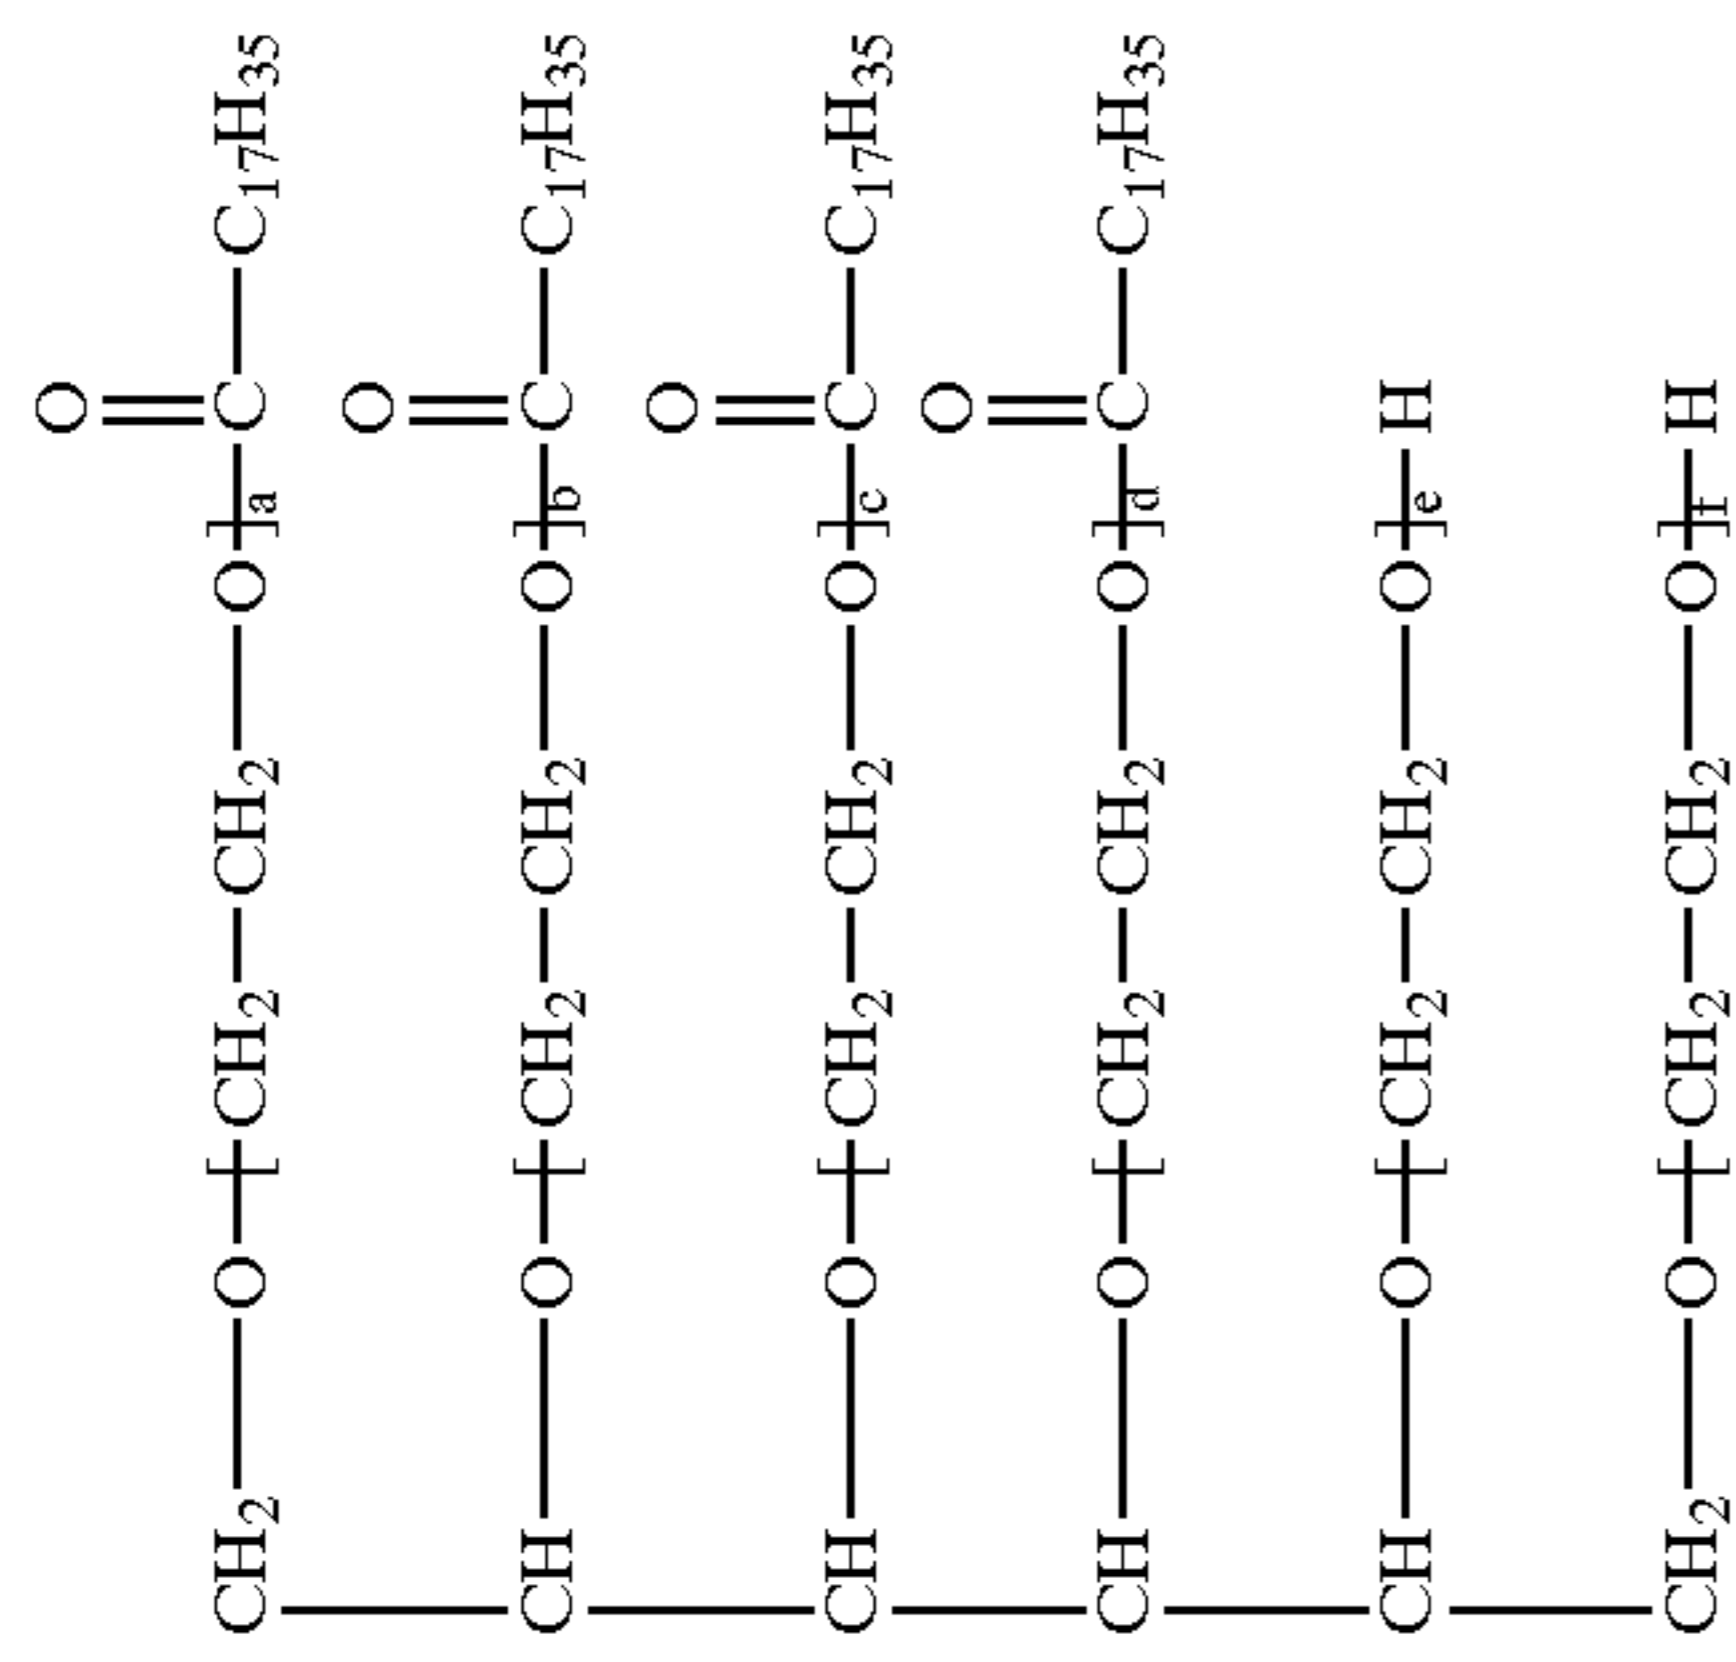 O
CH2—O—[CH2—CH2—O]a—C—C17H35
O
CH—O—[CH2—CH2—O]b—C—C17H35
O
CH—O—[CH2—CH2—O]c—C—C17H35
O
CH—O—[CH2—CH2—O]d—C—C17H35
CH—O—[CH2—CH2—O]e—H
CH2—O—[CH2—CH2—O]f—H